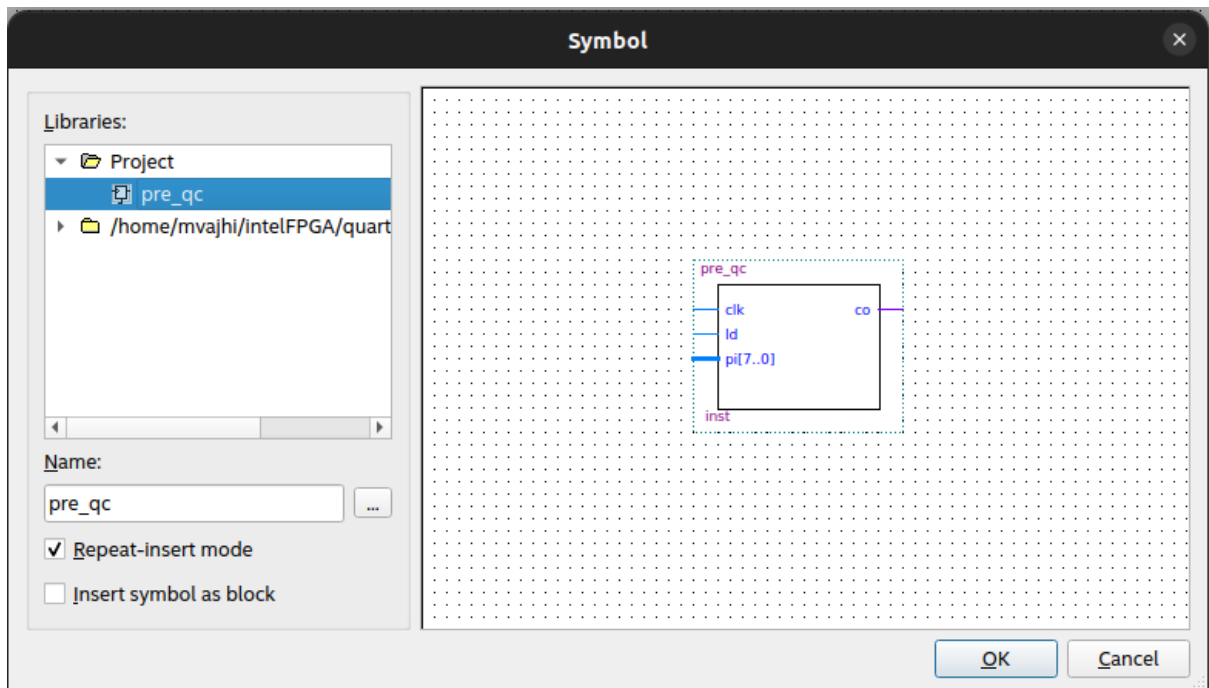 Symbol
Libraries:
Project
pre_qc
/home/mvajhi/intelFPGA/quart
Name:
pre_qc
...
Repeat-insert mode
Insert symbol as block
pre_qc
clk co
ld
pi[7..0]
inst
OK Cancel